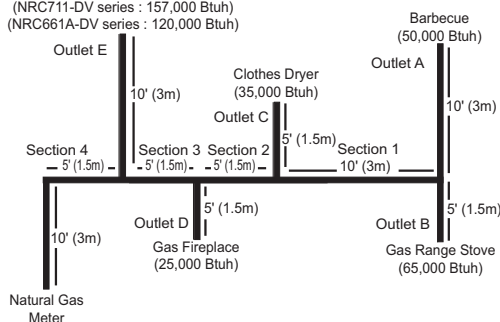 (NRC711-DV series : 157,000 Btuh)
(NRC661A-DV series : 120,000 Btuh)
Outlet E
10' (3m)
Barbecue
(50,000 Btuh)
Outlet A
10' (3m)
Clothes Dryer
(35,000 Btuh)
Outlet C
5' (1.5m)
Section 4
5' (1.5m)
Section 3
5' (1.5m)
Section 2
5' (1.5m)
Section 1
10' (3m)
10' (3m)
Outlet D
5' (1.5m)
Gas Fireplace
(25,000 Btuh)
5' (1.5m)
Outlet B
Gas Range Stove
(65,000 Btuh)
Natural Gas
Meter